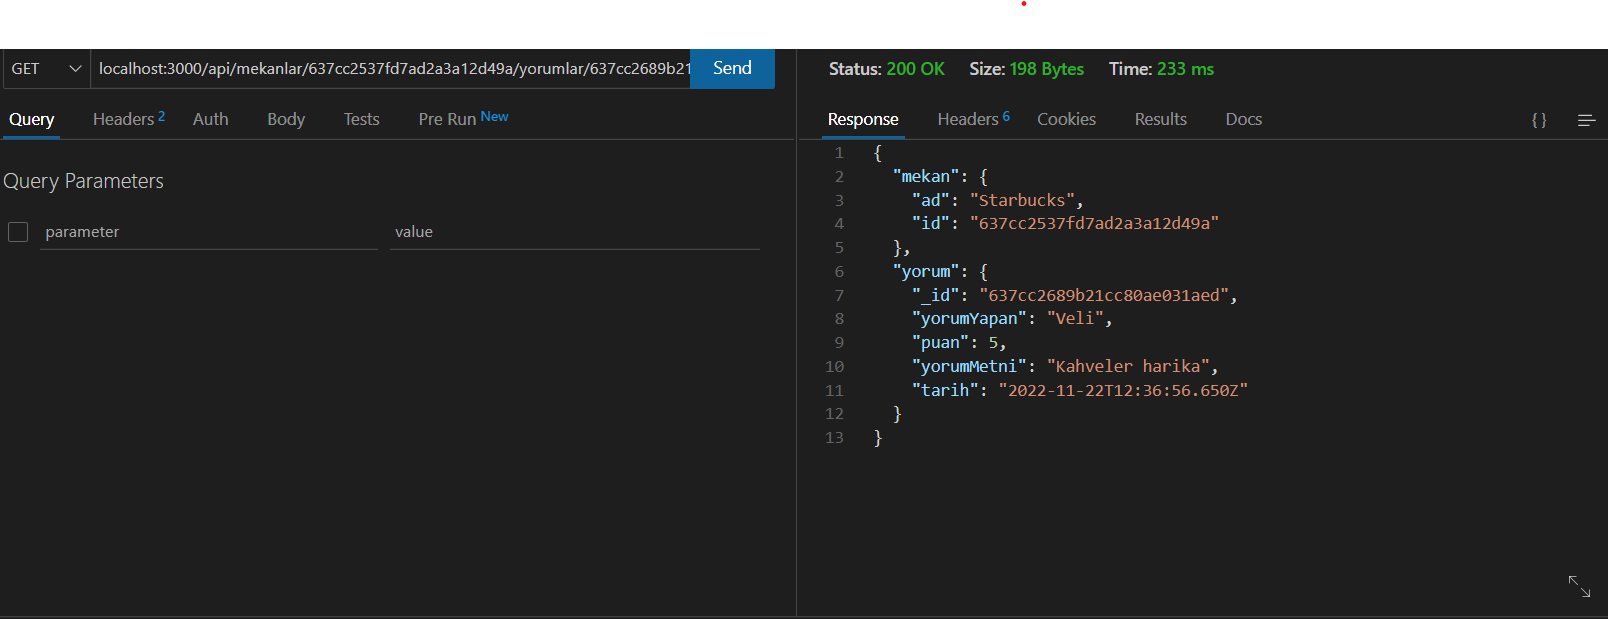 GET localhost:3000/api/mekanlar/637cc2537fd7ad2a3a12d49a/yorumlar/637cc2689b21 Send
Query Headers 2 Auth Body Tests Pre Run New
Query Parameters
parameter value
Status: 200 OK Size: 198 Bytes Time: 233 ms
Response Headers 6 Cookies Results Docs {}
1 {
2 "mekan": {
3 "ad": "Starbucks",
4 "id": "637cc2537fd7ad2a3a12d49a"
5 },
6 "yorum": {
7 "_id": "637cc2689b21cc80ae031aed",
8 "yorumYapan": "Veli",
9 "puan": 5,
10 "yorumMetni": "Kahveler harika",
11 "tarih": "2022-11-22T12:36:56.650Z"
12 }
13 }